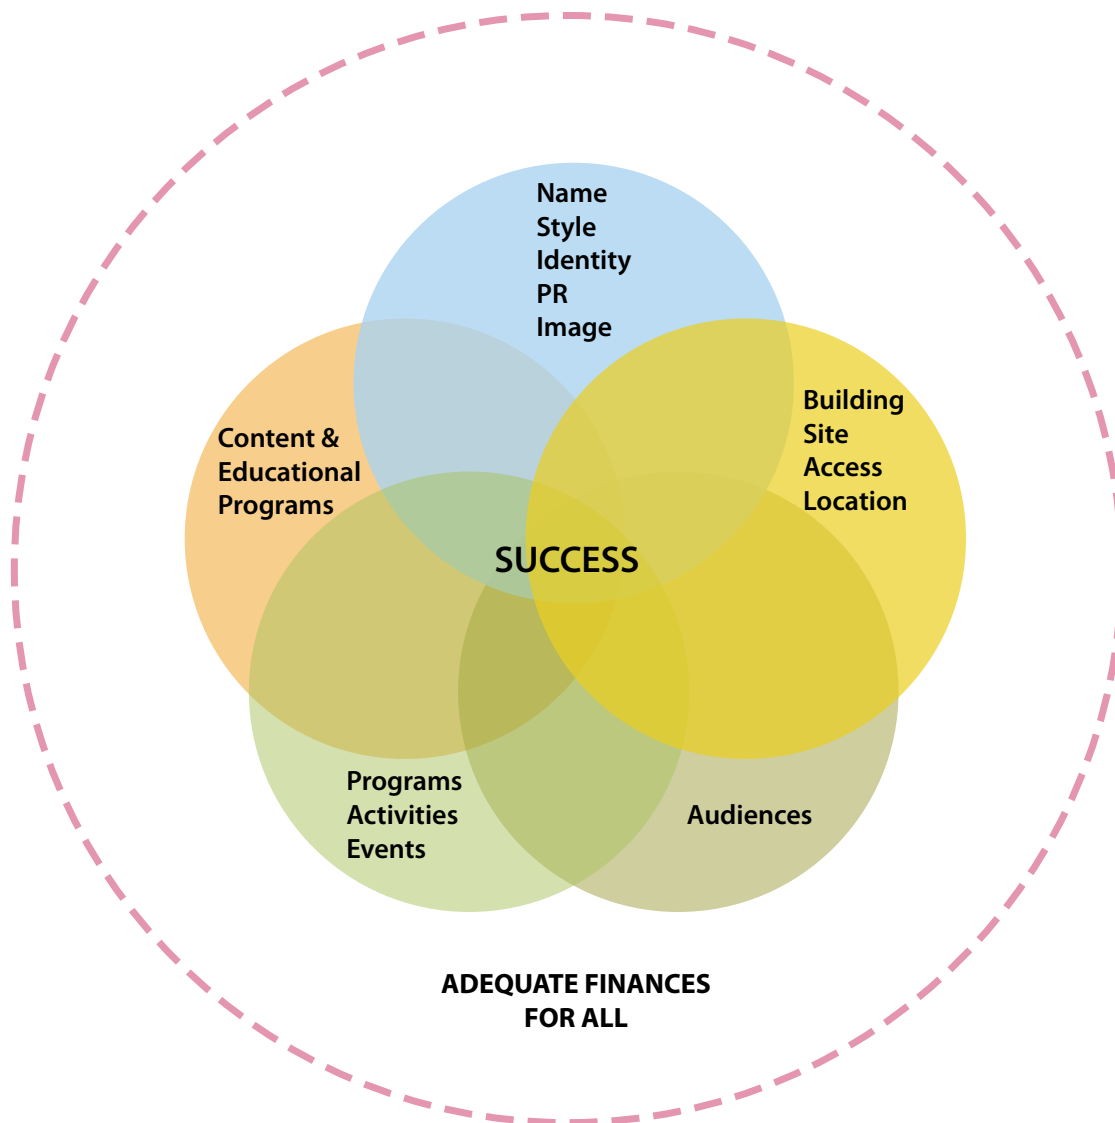 Name
Style
Identity
PR
Image
Building
Site
Access
Location
Content &
Educational
Programs
SUCCESS
Programs
Activities
Events
Audiences
ADEQUATE FINANCES
FOR ALL